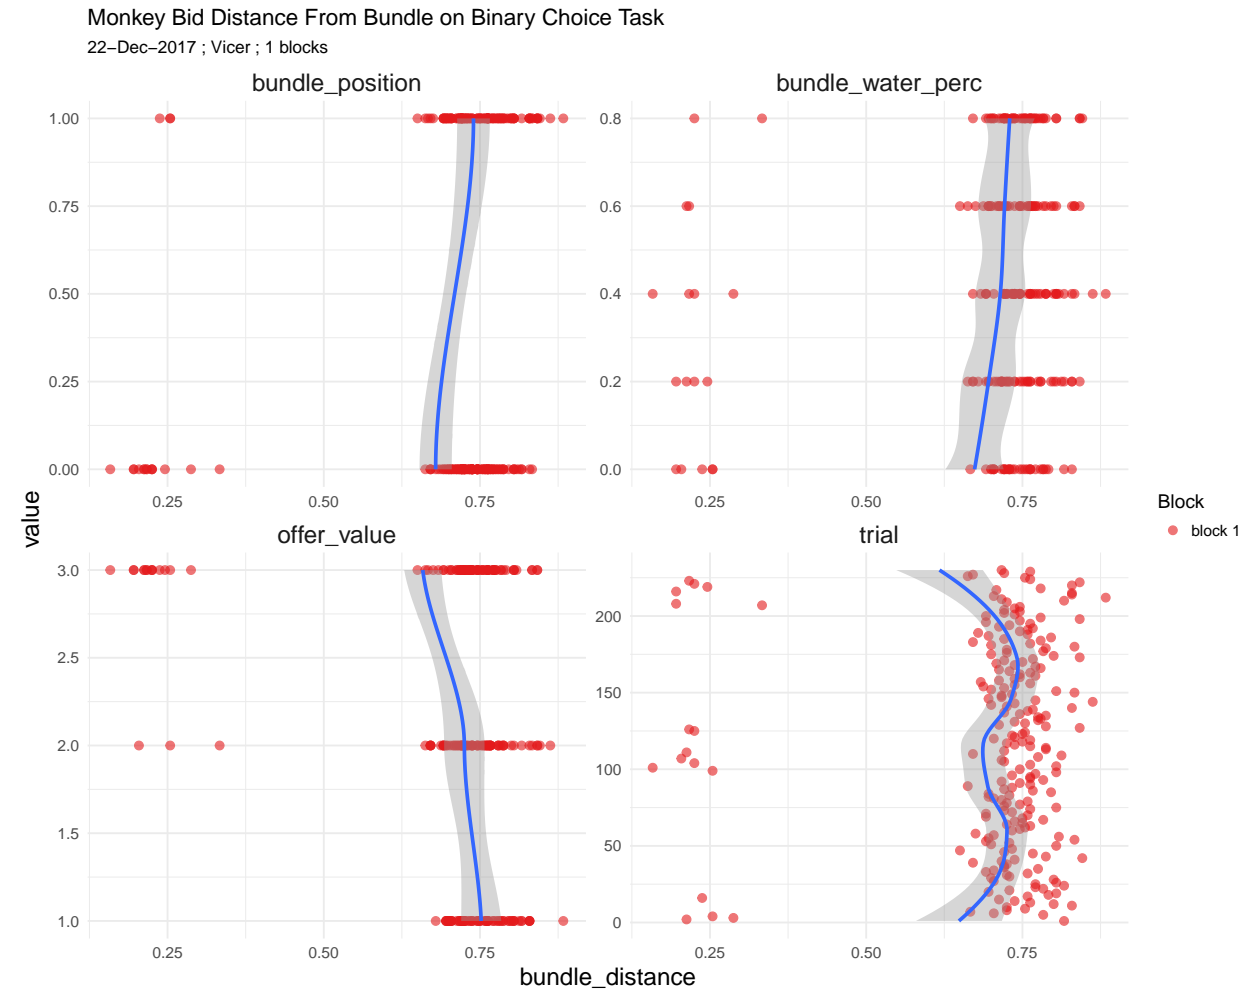 Monkey Bid Distance From Bundle on Binary Choice Task
22−Dec−2017 ; Vicer ; 1 blocks
bundle_position
bundle_water_perc
1.00
0.75
0.50
0.25
0.00
0.25 0.50 0.75
0.8
0.6
0.4
0.2
0.0
0.25 0.50 0.75
offer_value
trial
3.0
2.5
2.0
1.5
1.0
0.25 0.50 0.75
200
150
100
50
0
0.25 0.50 0.75
value
bundle_distance
Block
block 1